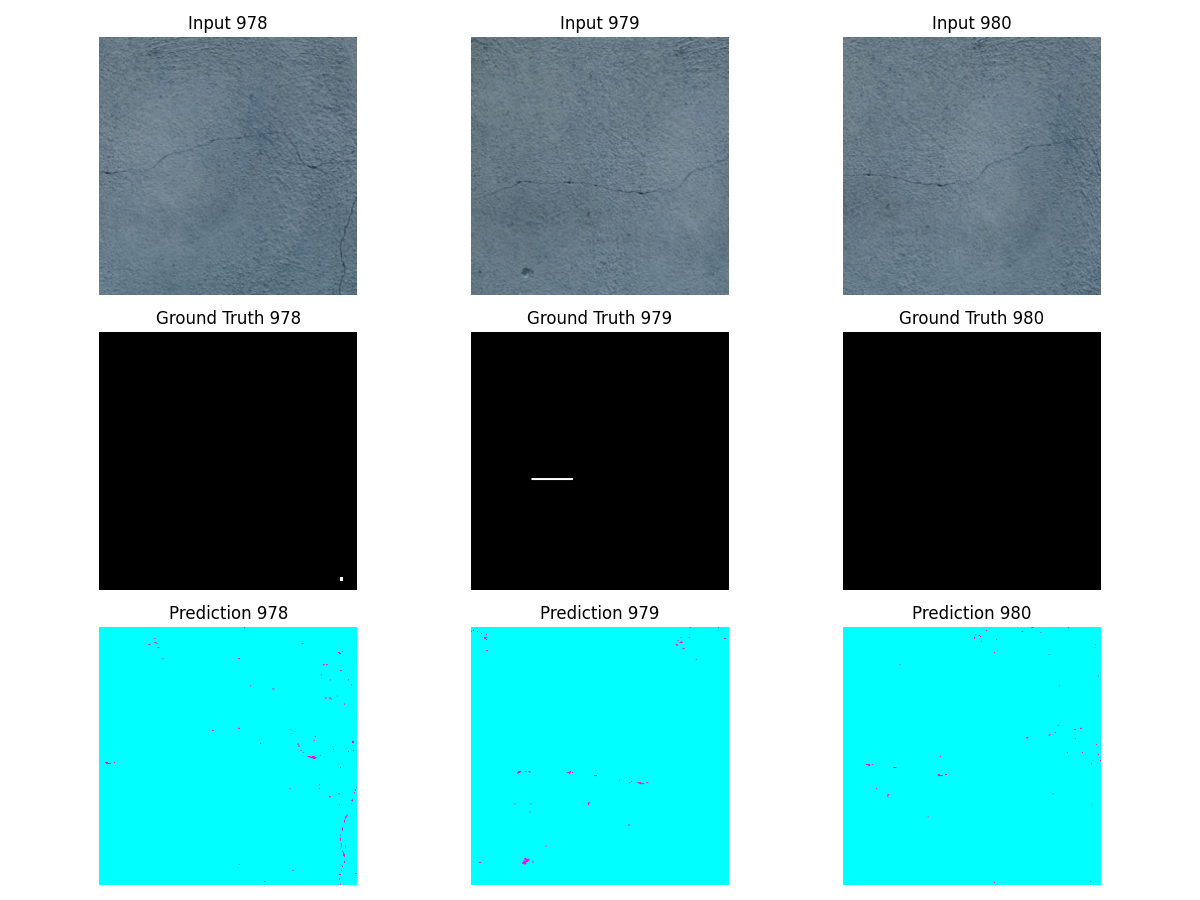 Input 978
Input 979
Input 980
Ground Truth 978
Ground Truth 979
Ground Truth 980
Prediction 978
Prediction 979
Prediction 980